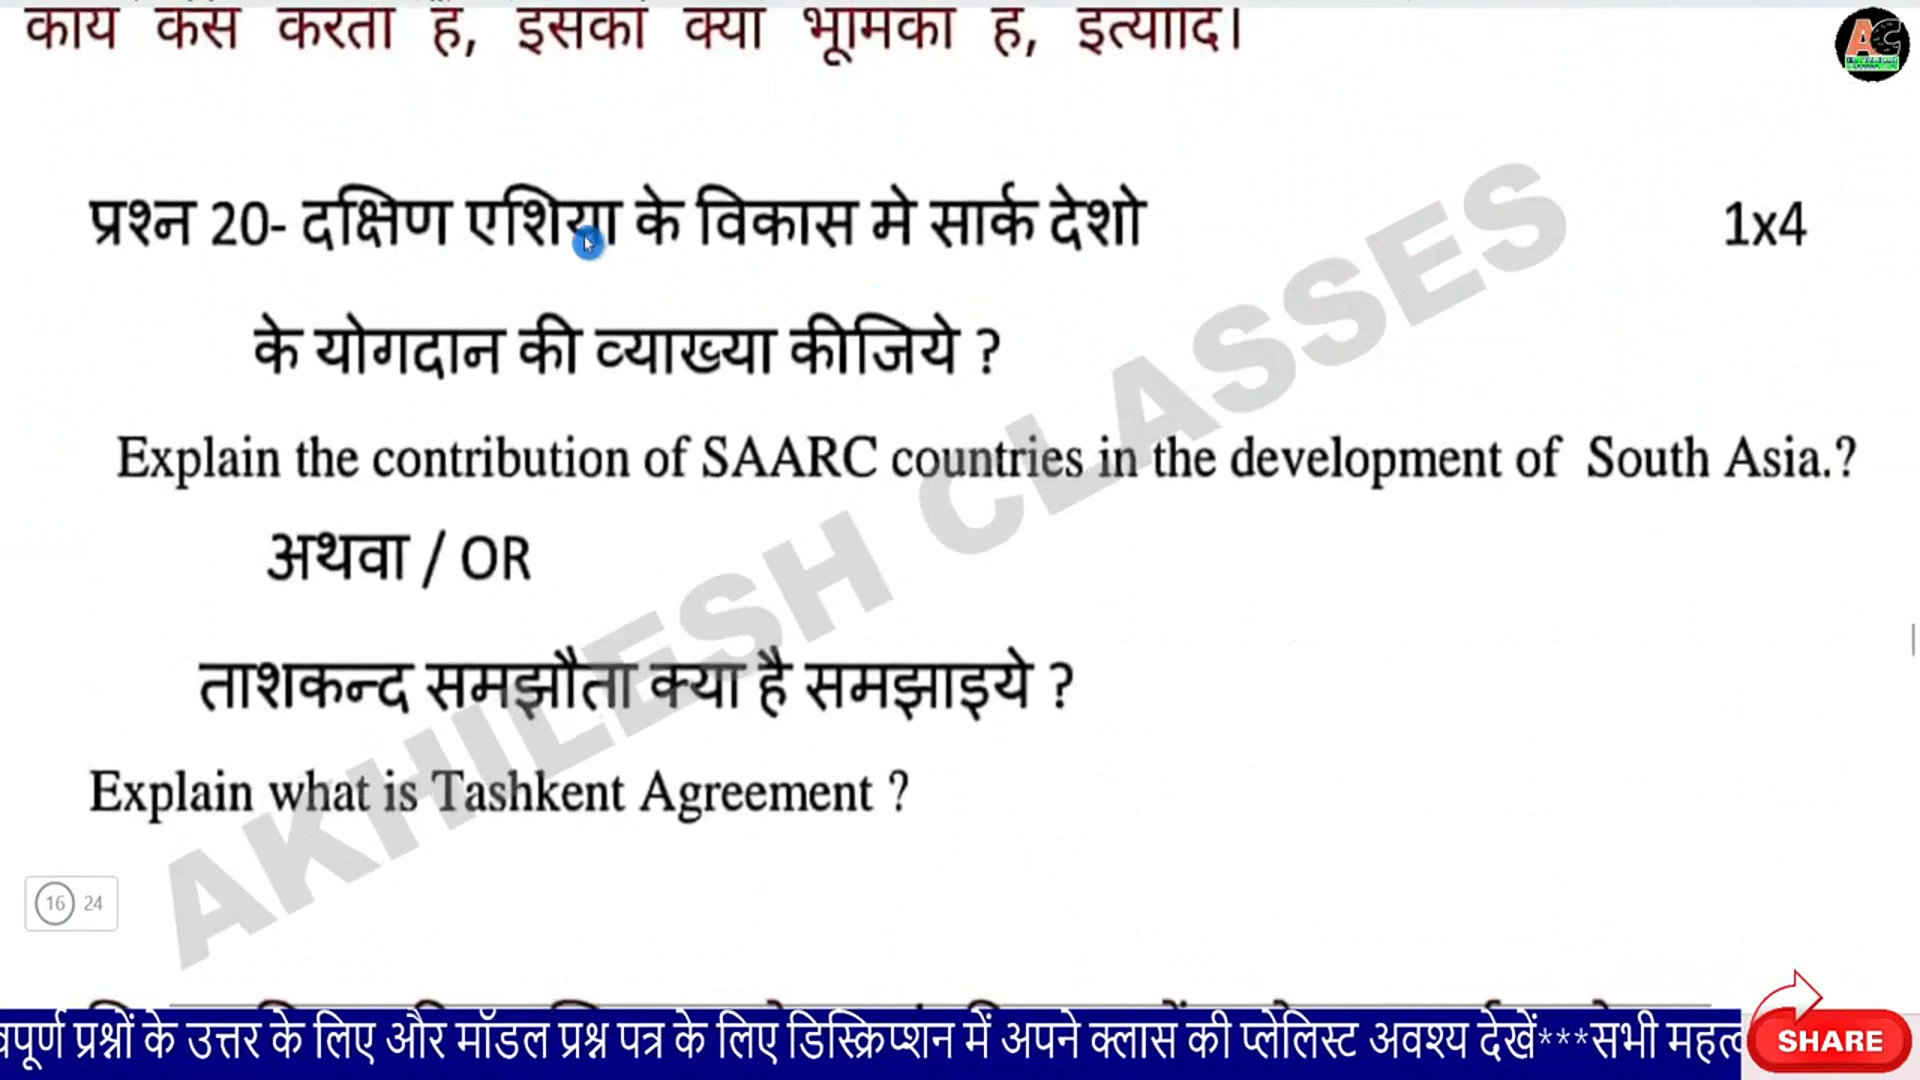 कार्य कैसे करता है, इसकी क्या भूमिका है, इत्यादि।
प्रश्न 20- दक्षिण एशिया के विकास मे सार्क देशो 1x4
के योगदान की व्याख्या कीजिये ?
Explain the contribution of SAARC countries in the development of South Asia.?
अथवा / OR
ताशकन्द समझौता क्या है समझाइये ?
Explain what is Tashkent Agreement ?
AKHILESH CLASSES
16 24
प्रश्नों के उत्तर के लिए और मॉडल प्रश्न पत्र के लिए डिस्क्रिप्शन में अपने क्लास की प्लेलिस्ट अवश्य देखें***सभी
SHARE